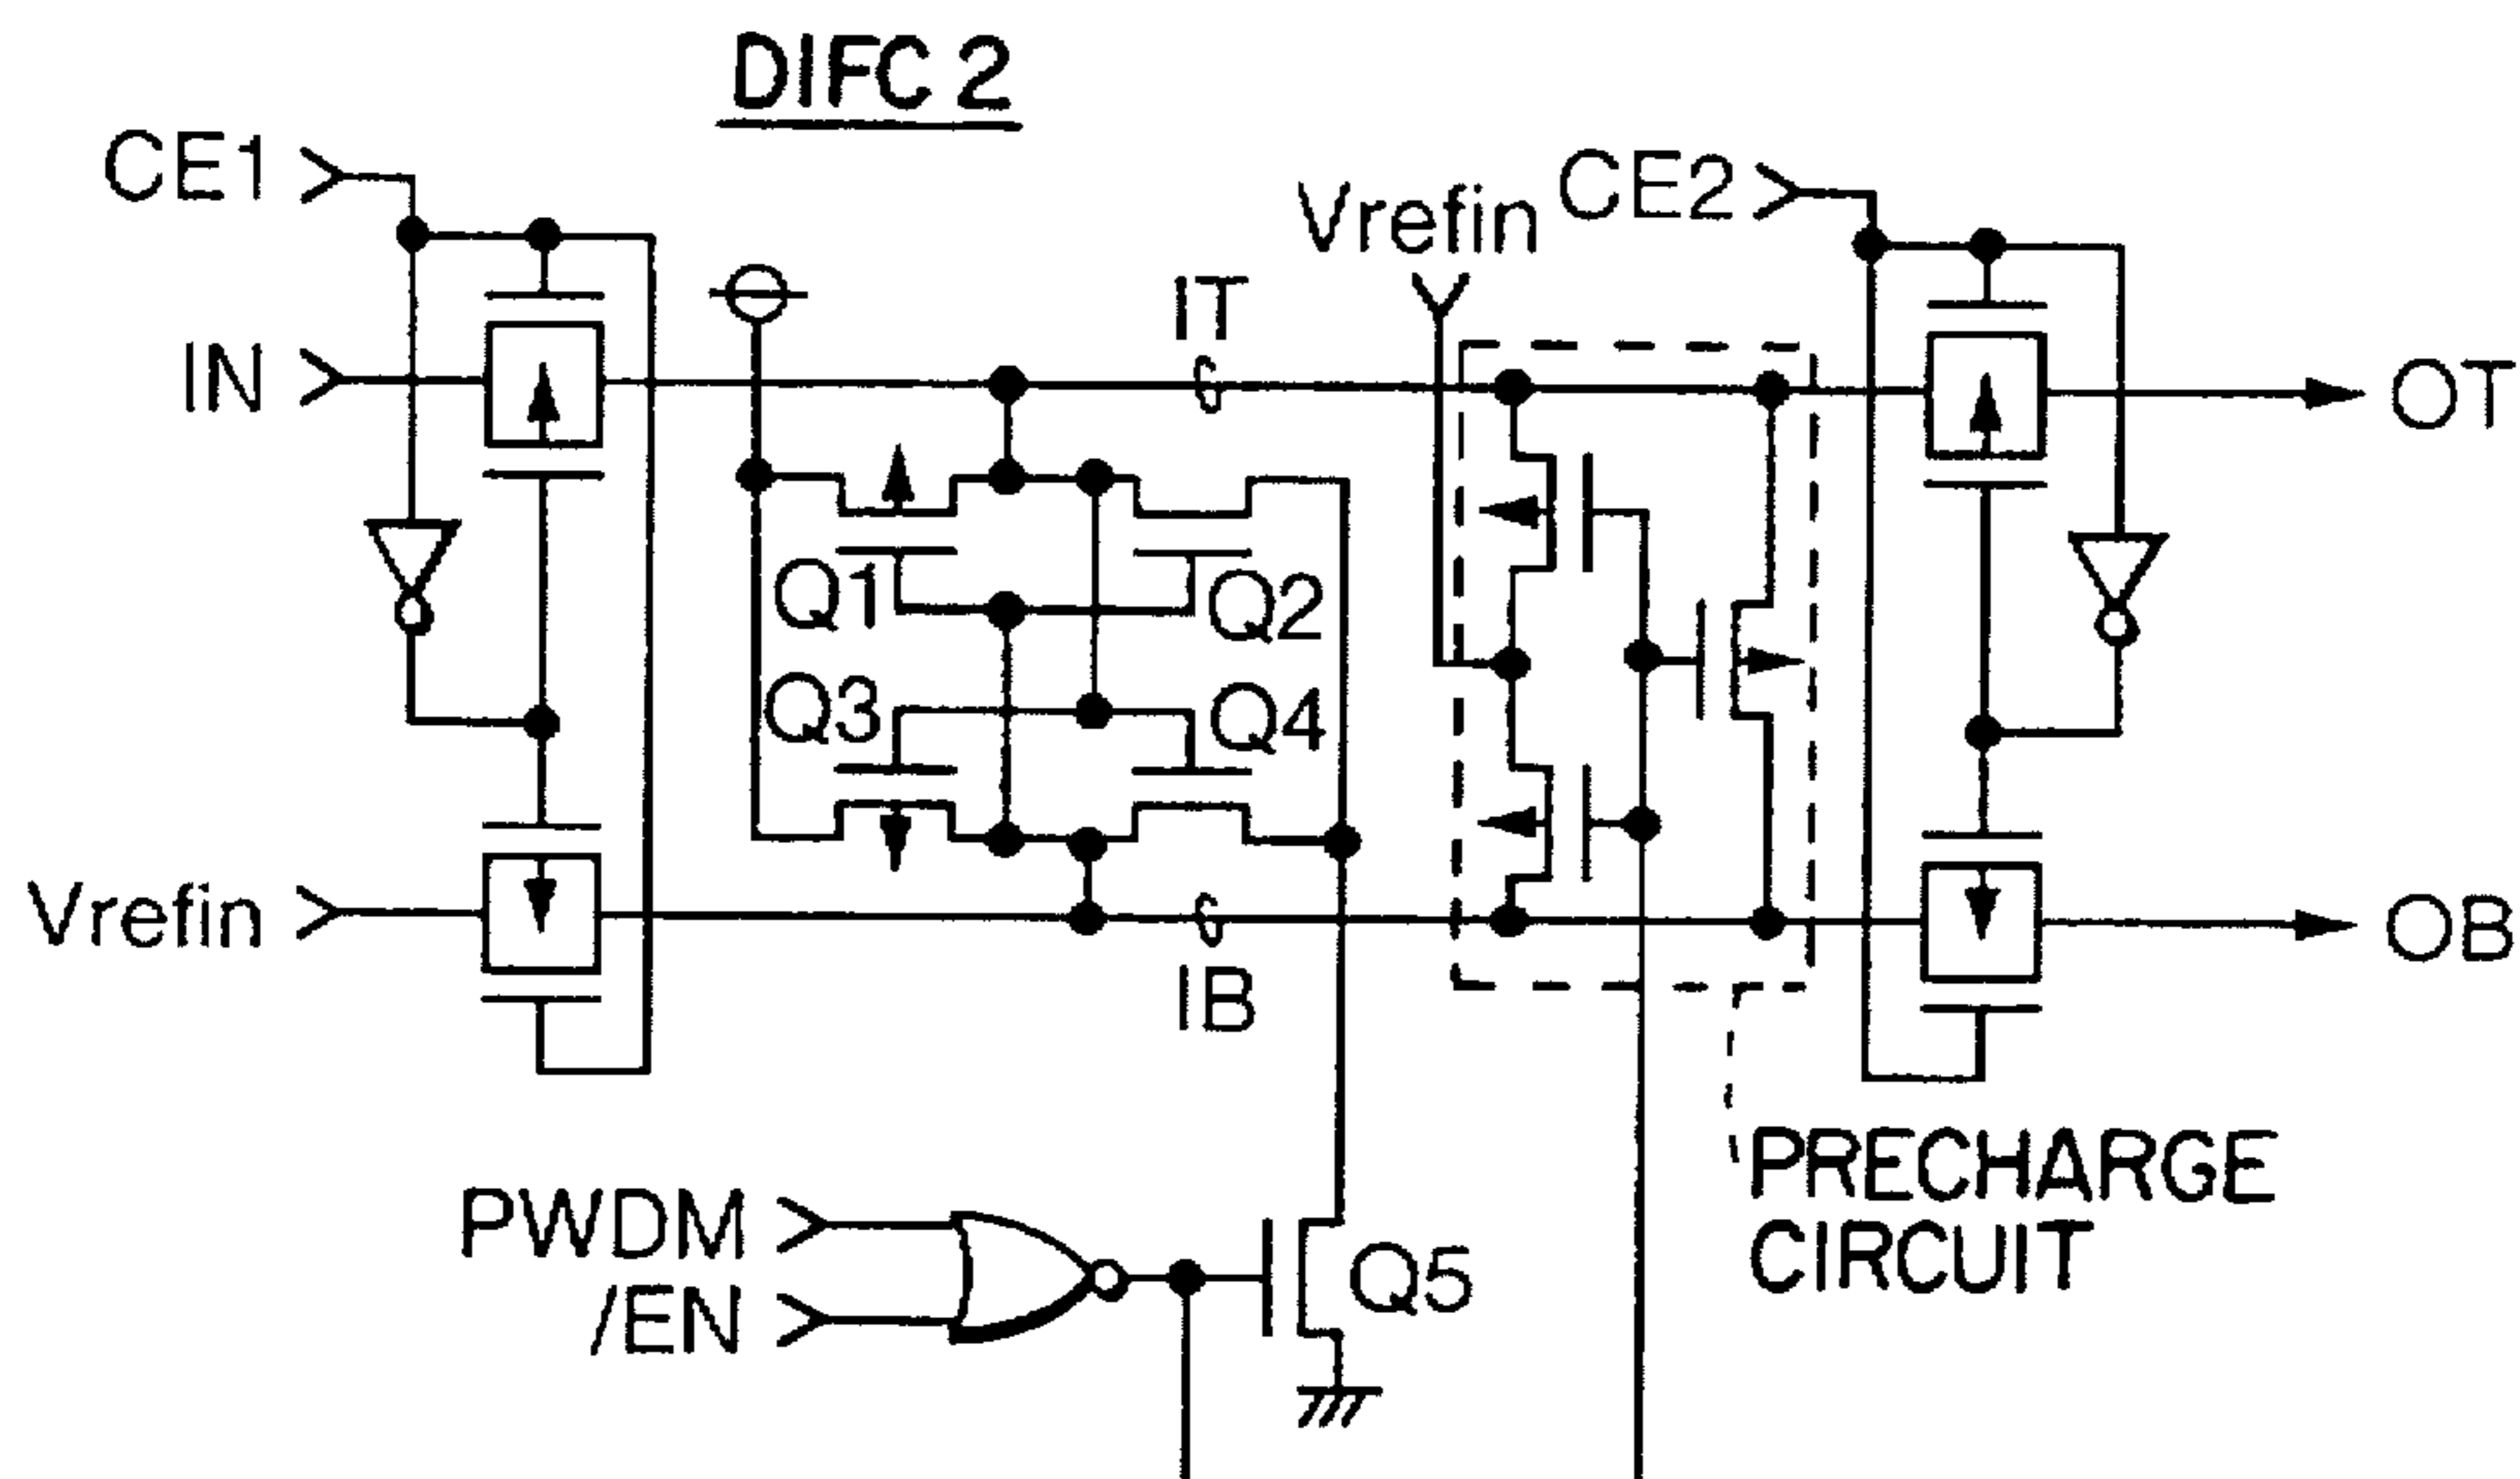 DIFC 2
CE1
Vrefin
CE2
IT
IN
OT
Q1
Q2
Q3
Q4
Vrefin
OB
IB
PRECHARGE
CIRCUIT
PWDM
/EN
Q5